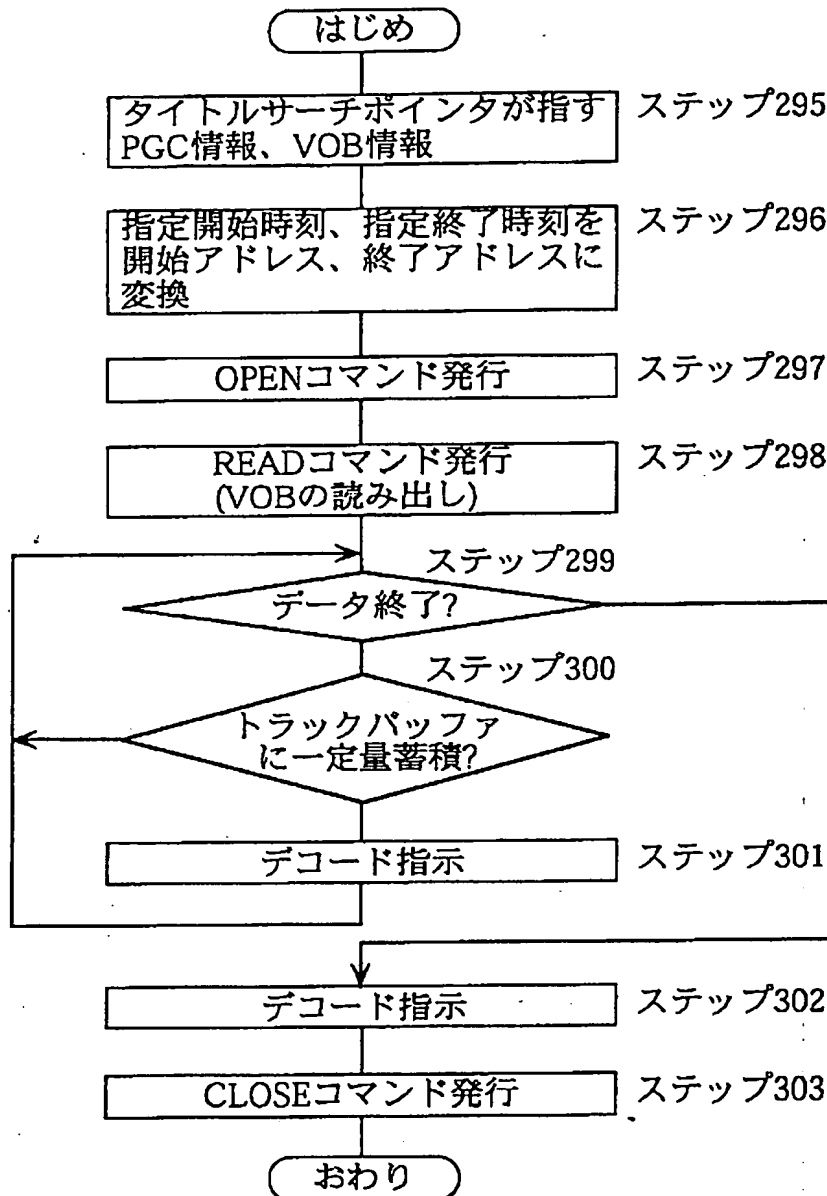 はじめ
タイトルサーチポインタが指す
PGC情報、VOB情報
ステップ295
指定開始時刻、指定終了時刻を
開始アドレス、終了アドレスに
変換
ステップ296
OPENコマンド発行
ステップ297
READコマンド発行
(VOBの読み出し)
ステップ298
ステップ299
データ終了?
ステップ300
トラックバッファ
に一定量蓄積?
デコード指示
ステップ301
デコード指示
ステップ302
CLOSEコマンド発行
ステップ303
おわり